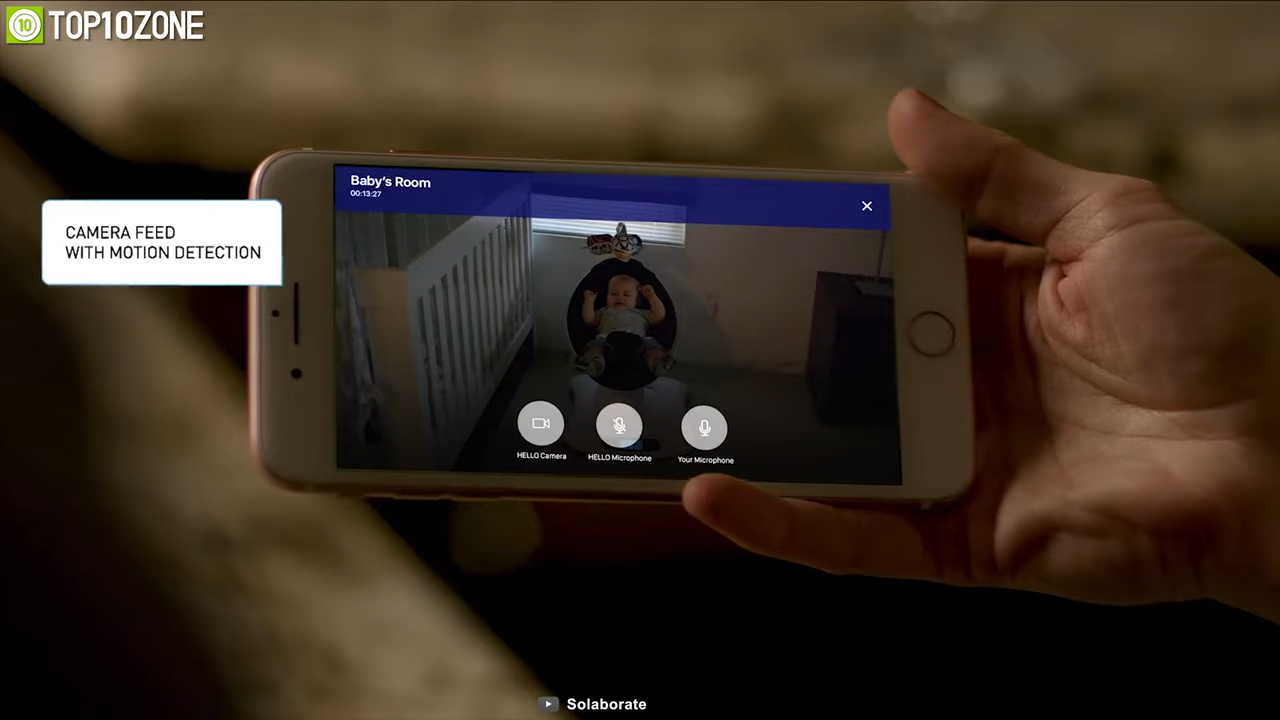 TOP10ZONE
Baby's Room
00:13:27
CAMERA FEED
WITH MOTION DETECTION
HELLO Camera
HELLO Microphone
Your Microphone
Solaborate